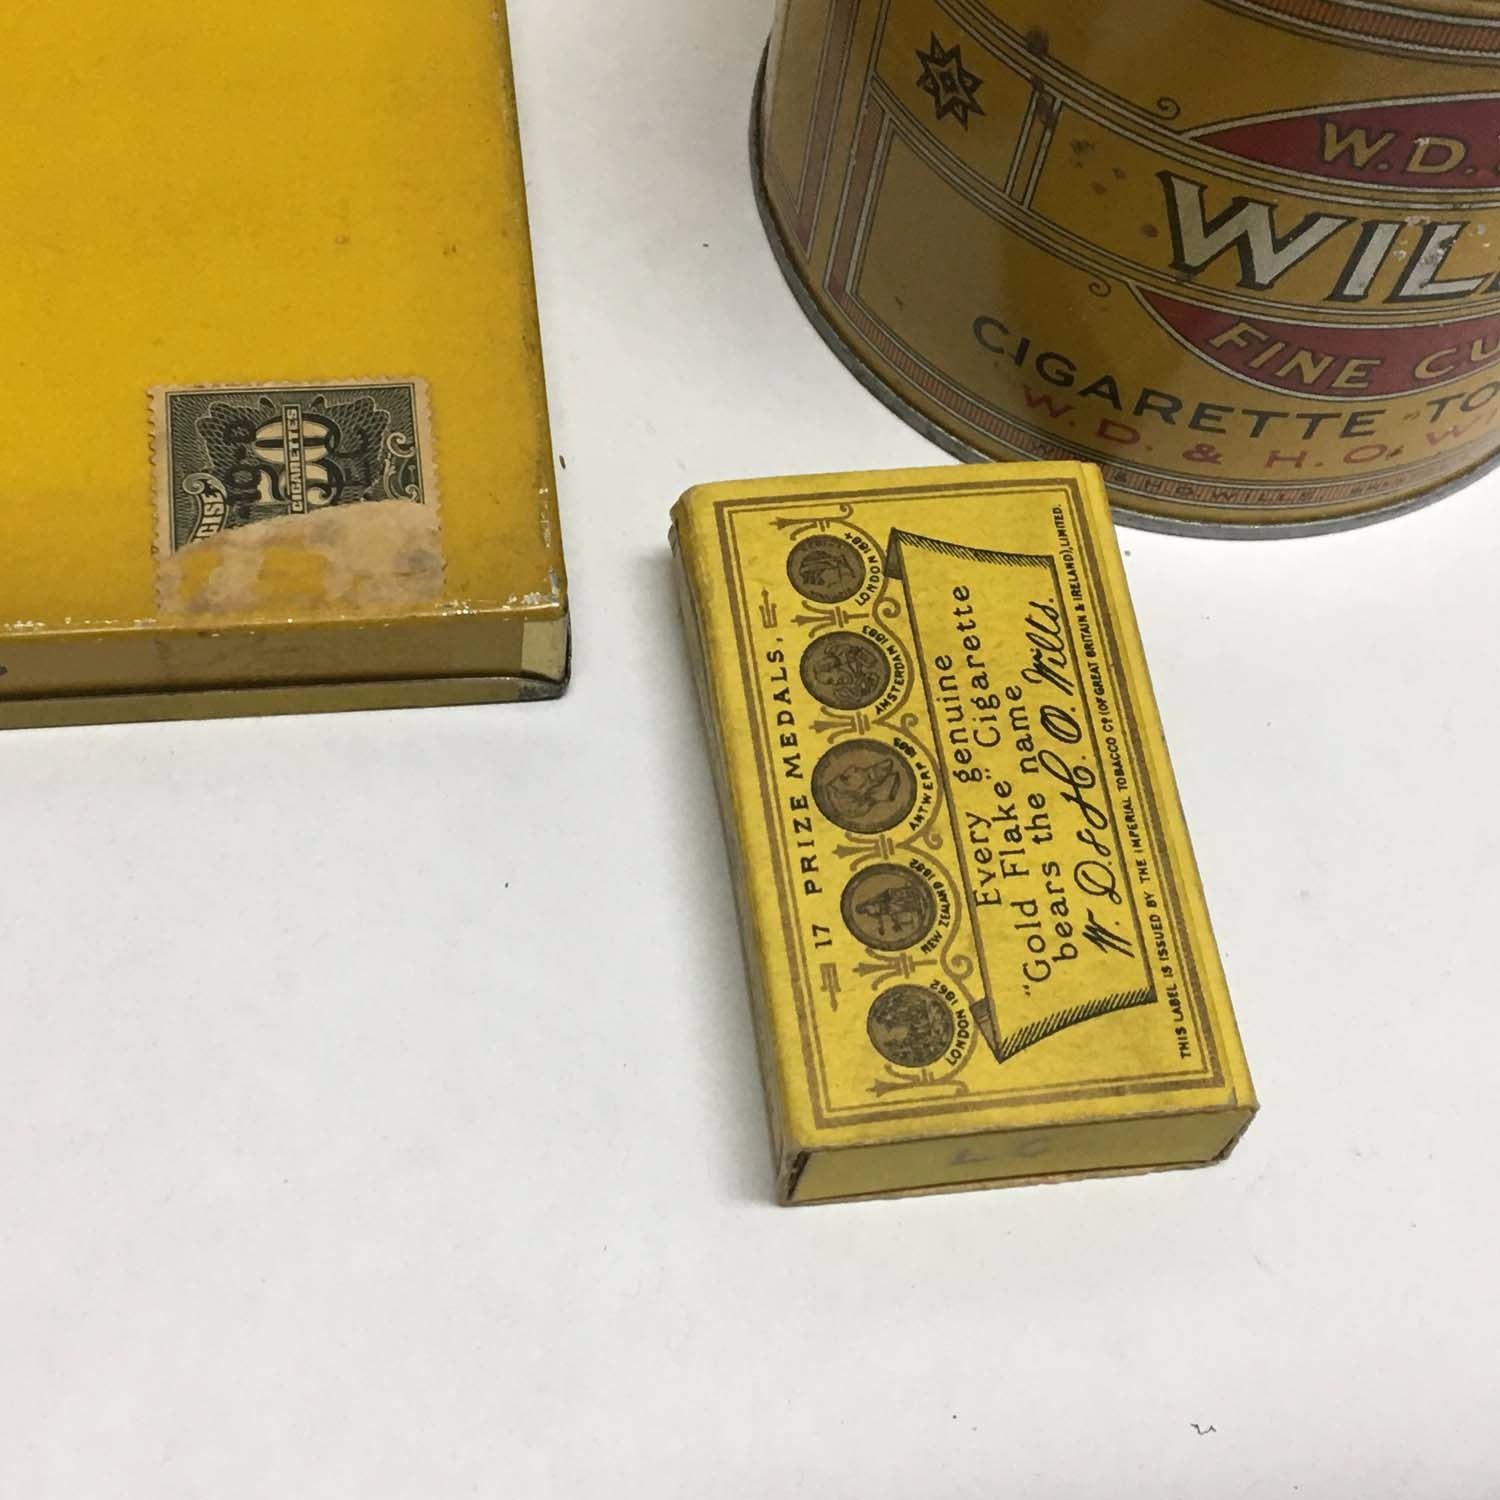 50
CIGARETTES
W.D.
WIL
FINE CU
CIGARETTE TO
W. D. & H. O. WI
17 PRIZE MEDALS.
LONDON 1862
NEW ZEALAND 1882
ANTWERP
AMSTERDAM 1883
LONDON 1884
Every genuine
"Gold Flake" Cigarette
bears the name
W. D. & H. O. Wills.
THIS LABEL IS ISSUED BY THE IMPERIAL TOBACCO Co (OF GREAT BRITAIN & IRELAND), LIMITED.